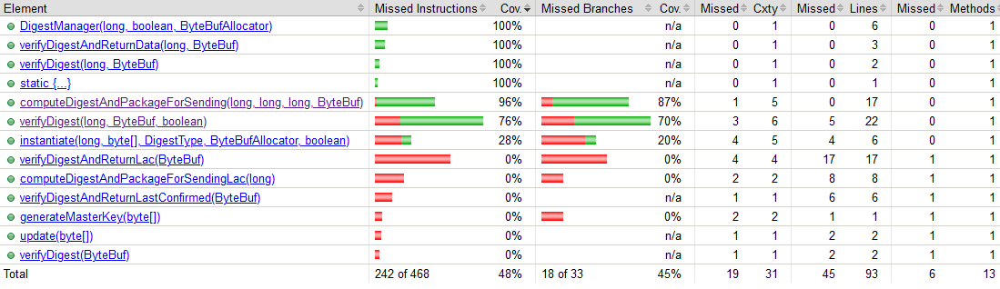 Element Missed Instructions Cov. Missed Branches Cov. Missed Cxty Missed Lines Missed Methods
DigestManager(long, boolean, ByteBufAllocator) 100% n/a 0 1 0 6 0 1
verifyDigestAndReturnData(long, ByteBuf) 100% n/a 0 1 0 3 0 1
verifyDigest(long, ByteBuf) 100% n/a 0 1 0 2 0 1
static {...} 100% n/a 0 1 0 1 0 1
computeDigestAndPackageForSending(long, long, long, ByteBuf) 96% 87% 1 5 0 17 0 1
verifyDigest(long, ByteBuf, boolean) 76% 70% 3 6 5 22 0 1
instantiate(long, byte[], DigestType, ByteBufAllocator, boolean) 28% 20% 4 5 4 6 0 1
verifyDigestAndReturnLac(ByteBuf) 0% 0% 4 4 17 17 1 1
computeDigestAndPackageForSendingLac(long) 0% 0% 2 2 8 8 1 1
verifyDigestAndReturnLastConfirmed(ByteBuf) 0% n/a 1 1 6 6 1 1
generateMasterKey(byte[]) 0% 0% 2 2 1 1 1 1
update(byte[]) 0% n/a 1 1 2 2 1 1
verifyDigest(ByteBuf) 0% n/a 1 1 2 2 1 1
Total 242 of 468 48% 18 of 33 45% 19 31 45 93 6 13